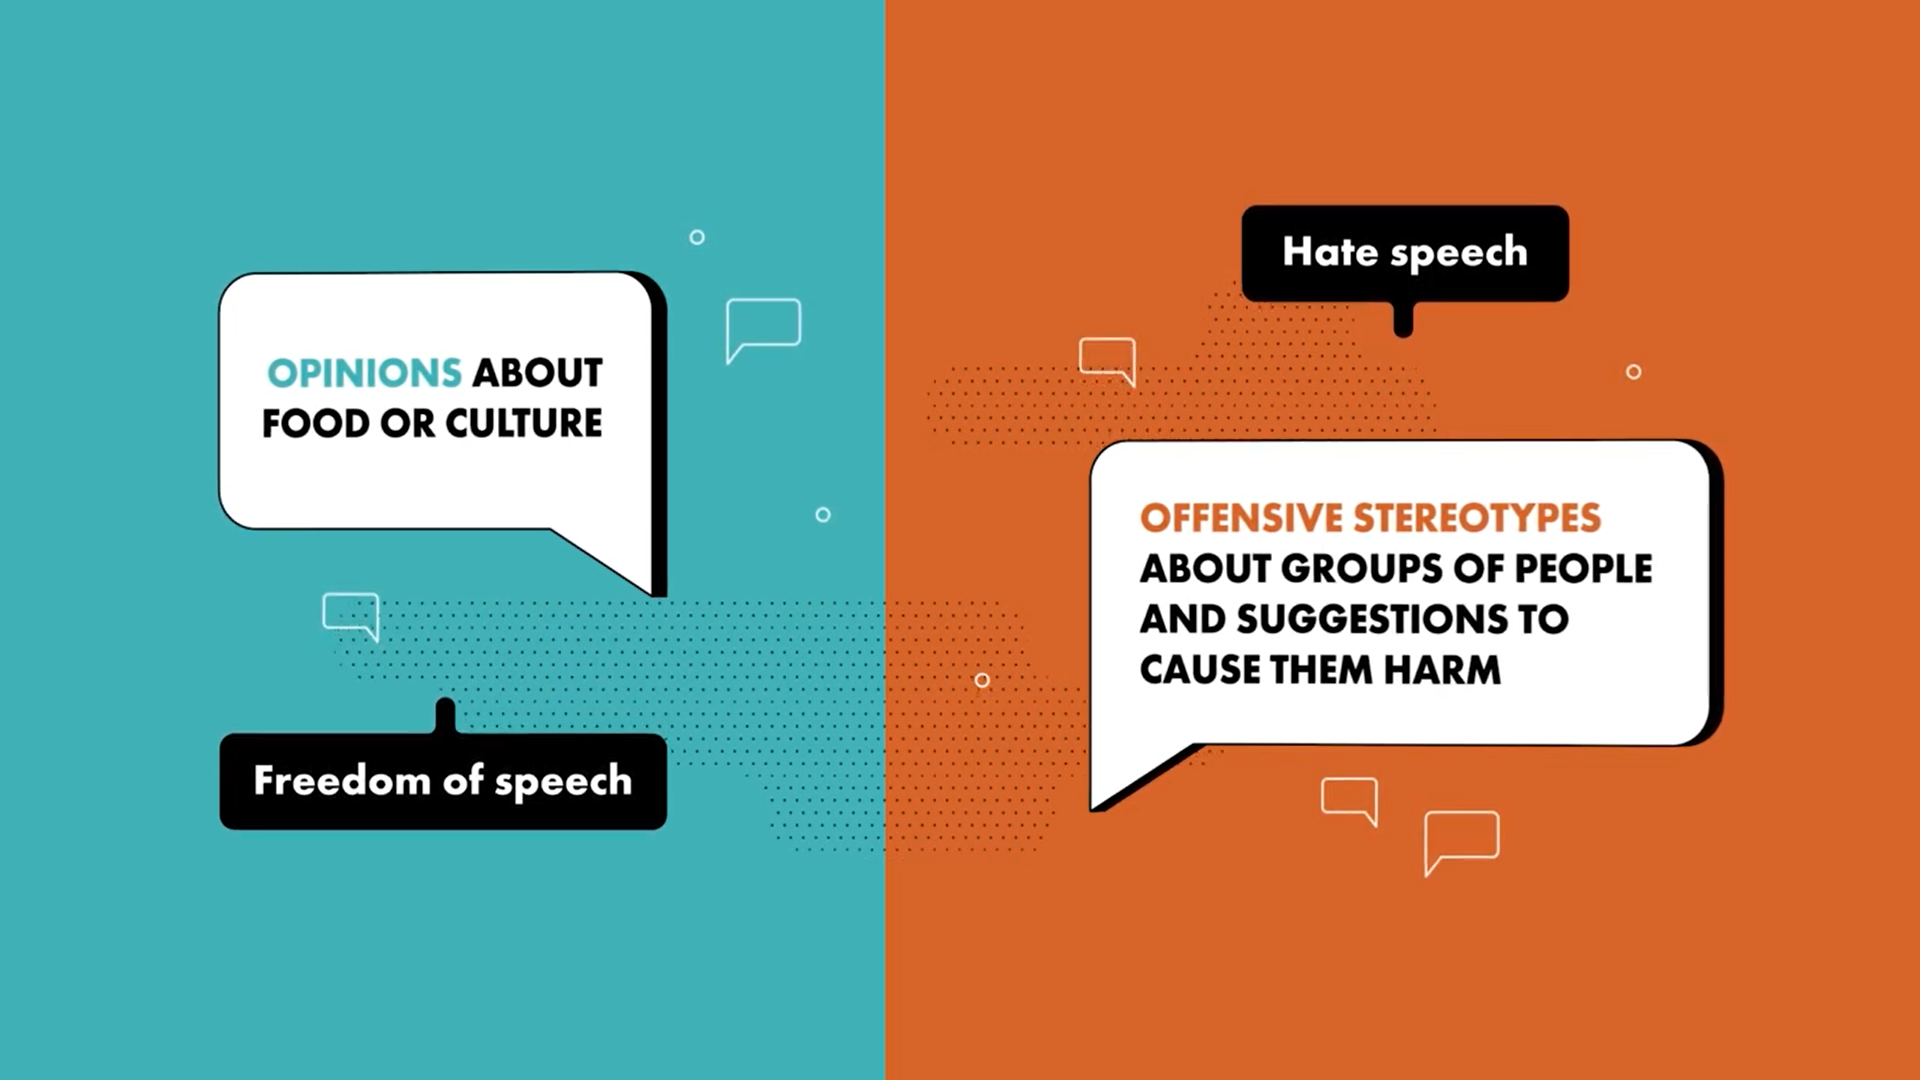 OPINIONS ABOUT
FOOD OR CULTURE
Freedom of speech
Hate speech
OFFENSIVE STEREOTYPES
ABOUT GROUPS OF PEOPLE
AND SUGGESTIONS TO
CAUSE THEM HARM